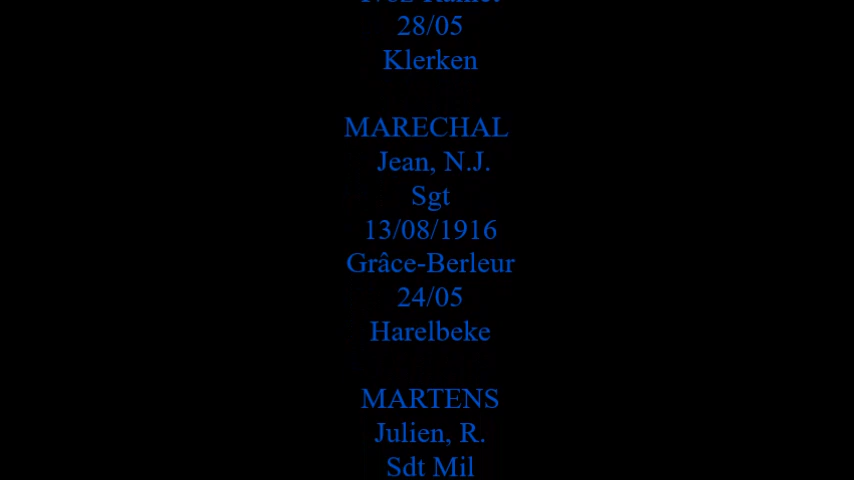 28/05
Klerken
MARECHAL
Jean, N.J.
Sgt
13/08/1916
Grâce-Berleur
24/05
Harelbeke
MARTENS
Julien, R.
Sdt Mil